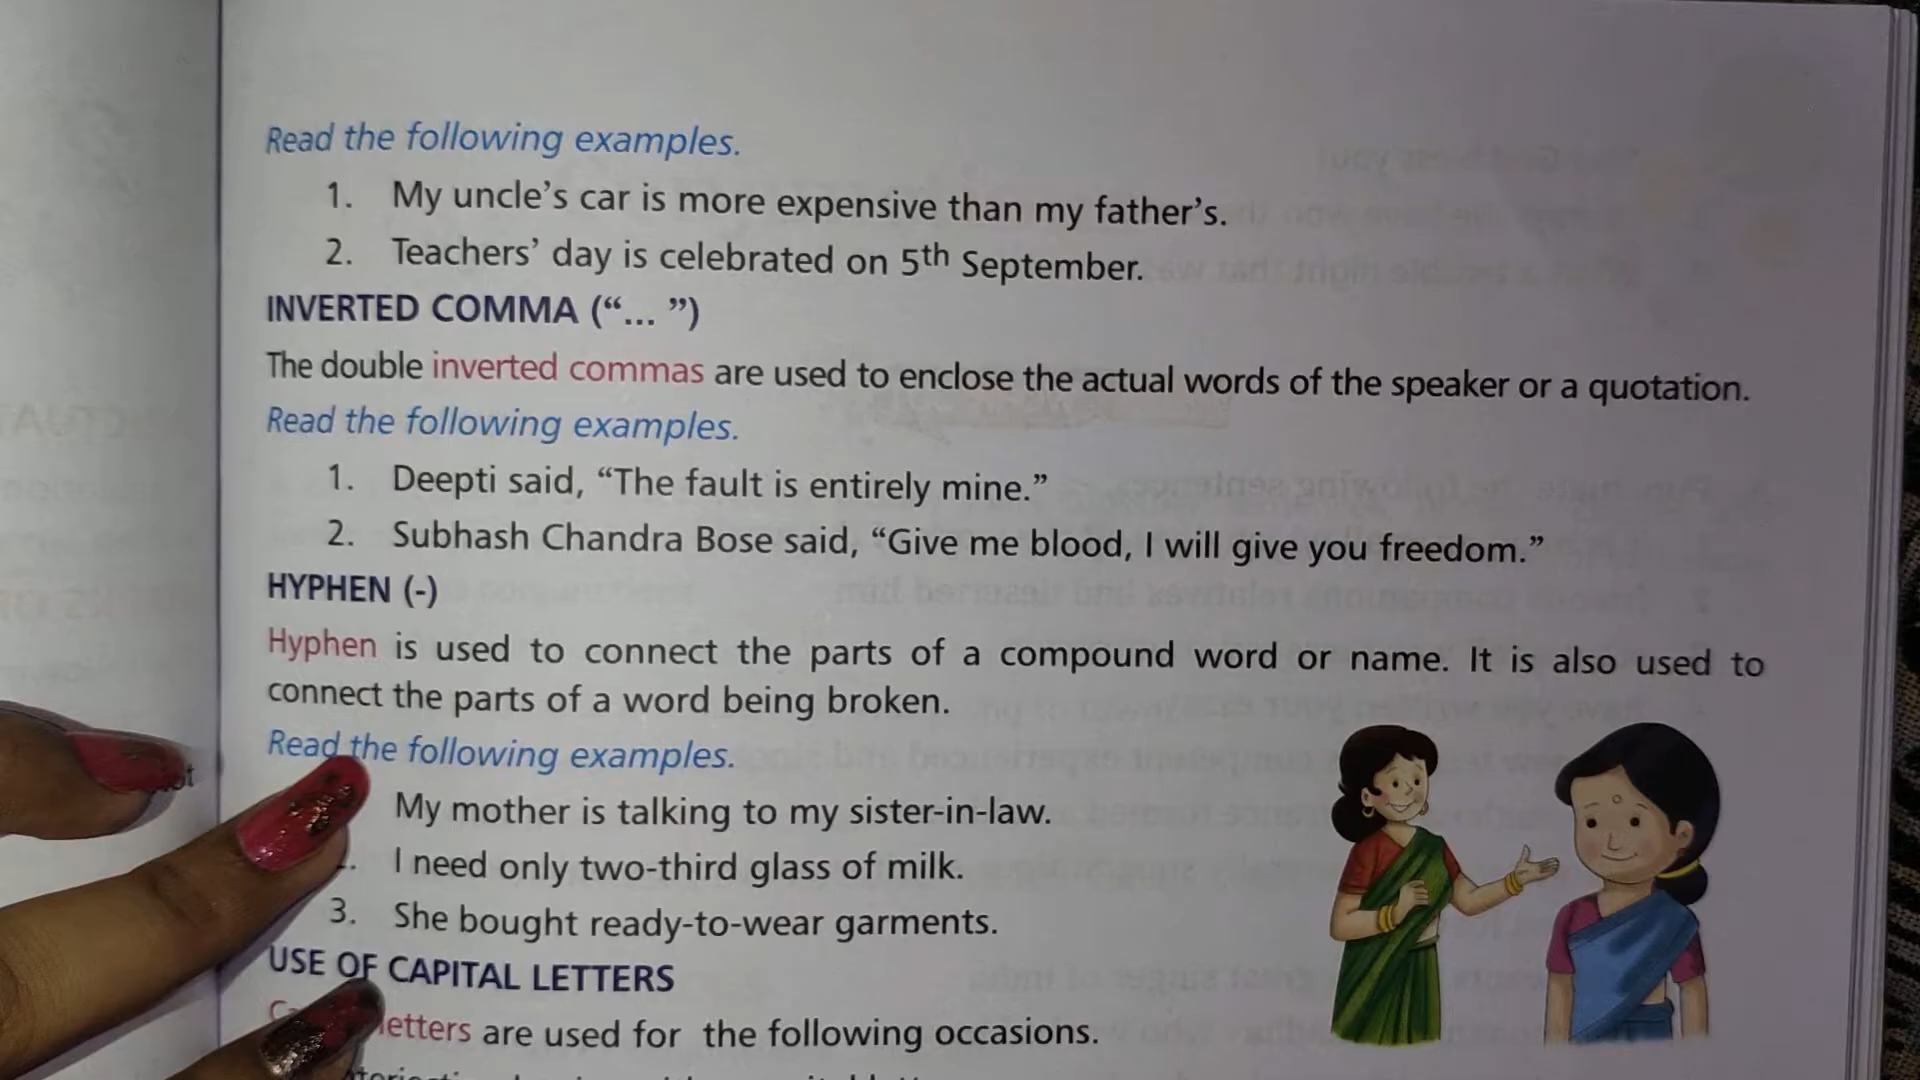 Read the following examples.
1. My uncle’s car is more expensive than my father’s.
2. Teachers’ day is celebrated on 5th September.
INVERTED COMMA (“... ”)
The double inverted commas are used to enclose the actual words of the speaker or a quotation.
Read the following examples.
1. Deepti said, “The fault is entirely mine.”
2. Subhash Chandra Bose said, “Give me blood, I will give you freedom.”
HYPHEN (-)
Hyphen is used to connect the parts of a compound word or name. It is also used to
connect the parts of a word being broken.
Read the following examples.
My mother is talking to my sister-in-law.
I need only two-third glass of milk.
3. She bought ready-to-wear garments.
USE OF CAPITAL LETTERS
letters are used for the following occasions.